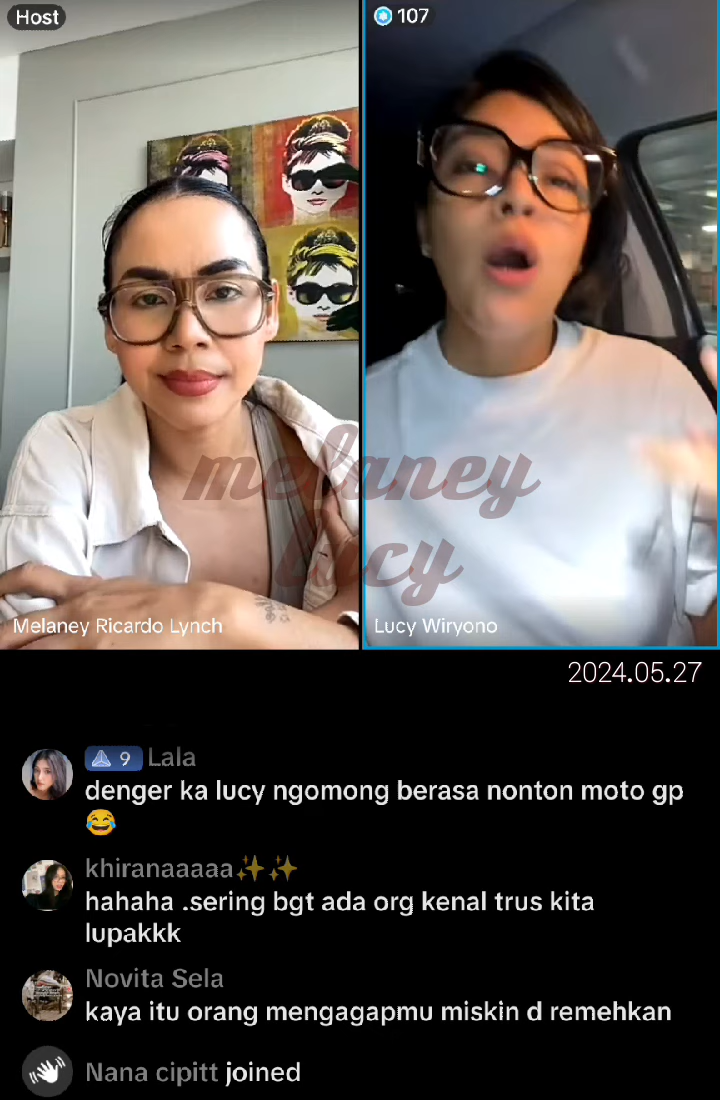 Host
107
melaney
lucy
Melaney Ricardo Lynch
Lucy Wiryono
2024.05.27
9 Lala
denger ka lucy ngomong berasa nonton moto gp
😂
khiranaaaaa✨✨
hahaha .sering bgt ada org kenal trus kita
lupakkk
Novita Sela
kaya itu orang mengagapmu miskin d remehkan
Nana cipitt joined